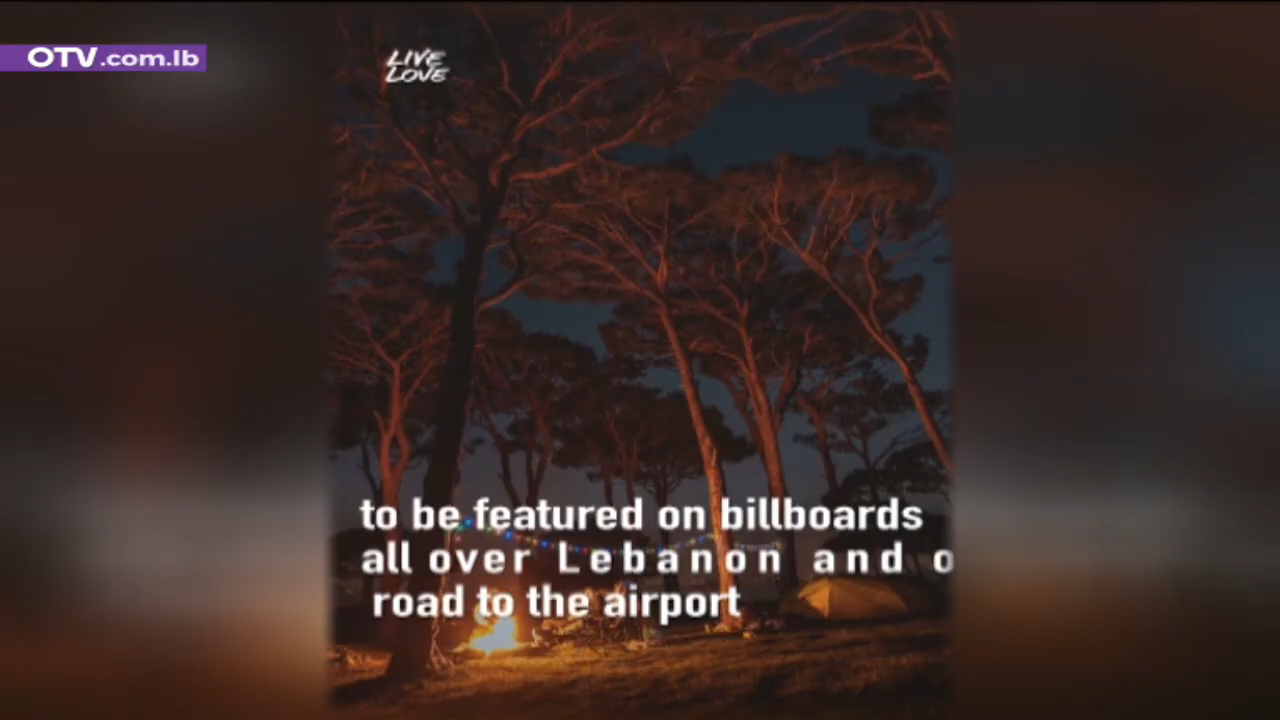 OTV.com.lb
LIVE
LOVE
to be featured on billboards
all over Lebanon and o
road to the airport